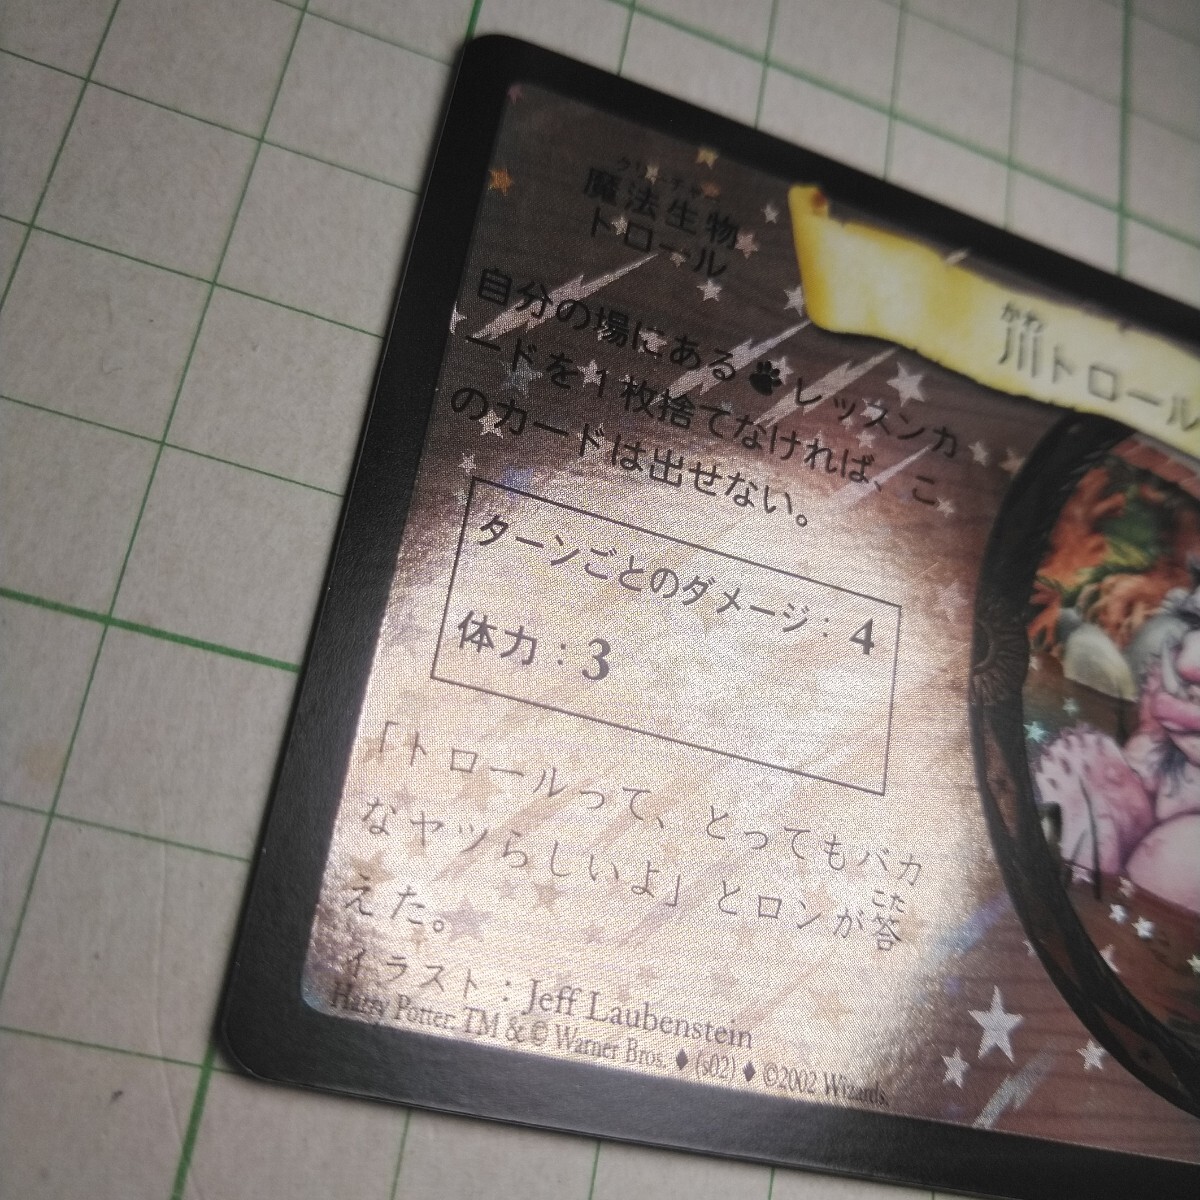 クリーチャー
魔法生物
トロール
かわ
川トロール
自分の場にある レッスンカ
ードを1枚捨てなければ、こ
のカードは出せない。
ターンごとのダメージ：4
体力：3
「トロールって、とってもバカ
なヤツらしいよ」とロンが答
こた
えた。
イラスト：Jeff Laubenstein
Harry Potter, TM & © Warner Bros. ♦ (s02) ♦ ©2002 Wizards.